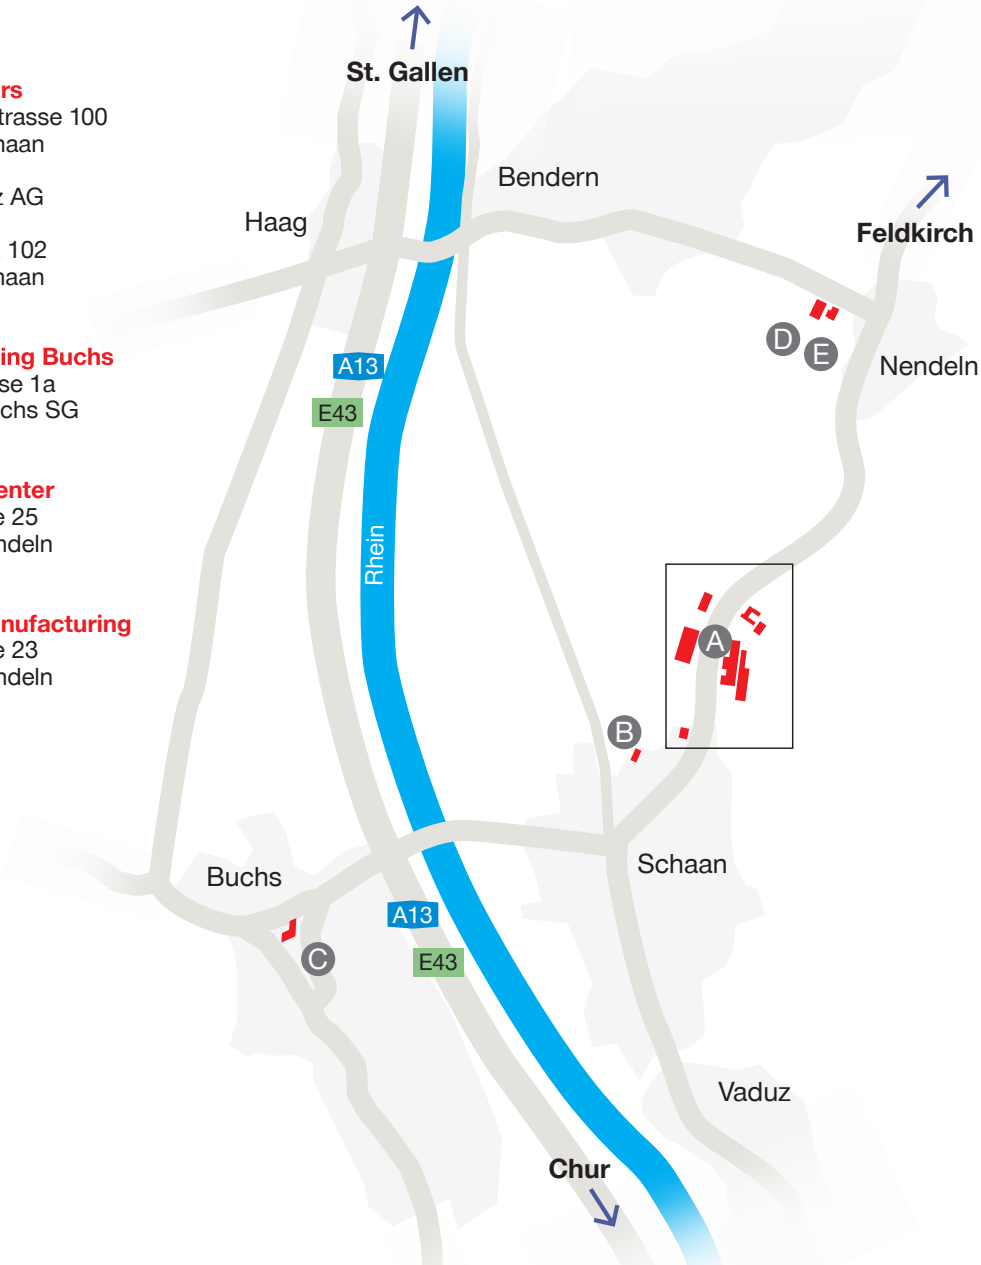 rs
trasse 100
haan
z AG
102
haan
ing Buchs
se 1a
chs SG
enter
e 25
ndeln
nufacturing
e 23
ndeln
St. Gallen
Bendern
Haag
Feldkirch
A13
E43
D
E
Nendeln
Rhein
A
B
Schaan
Buchs
A13
E43
C
Vaduz
Chur